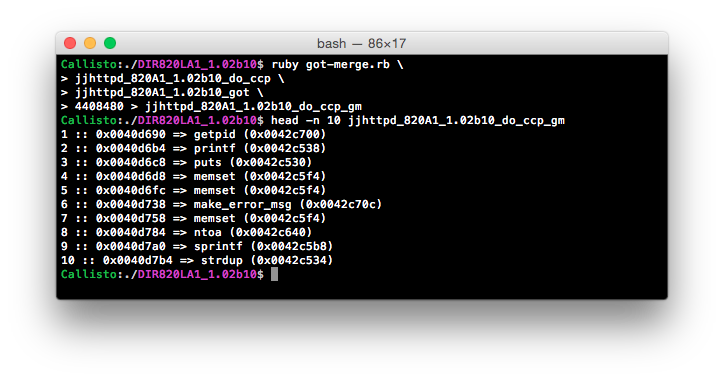 bash — 86×17
Callisto:./DIR820LA1_1.02b10$ ruby got-merge.rb \
> jjhttpd_820A1_1.02b10_do_ccp \
> jjhttpd_820A1_1.02b10_got \
> 4408480 > jjhttpd_820A1_1.02b10_do_ccp_gm
Callisto:./DIR820LA1_1.02b10$ head -n 10 jjhttpd_820A1_1.02b10_do_ccp_gm
1 :: 0x0040d690 => getpid (0x0042c700)
2 :: 0x0040d6b4 => printf (0x0042c538)
3 :: 0x0040d6c8 => puts (0x0042c530)
4 :: 0x0040d6d8 => memset (0x0042c5f4)
5 :: 0x0040d6fc => memset (0x0042c5f4)
6 :: 0x0040d738 => make_error_msg (0x0042c70c)
7 :: 0x0040d758 => memset (0x0042c5f4)
8 :: 0x0040d784 => ntoa (0x0042c640)
9 :: 0x0040d7a0 => sprintf (0x0042c5b8)
10 :: 0x0040d7b4 => strdup (0x0042c534)
Callisto:./DIR820LA1_1.02b10$